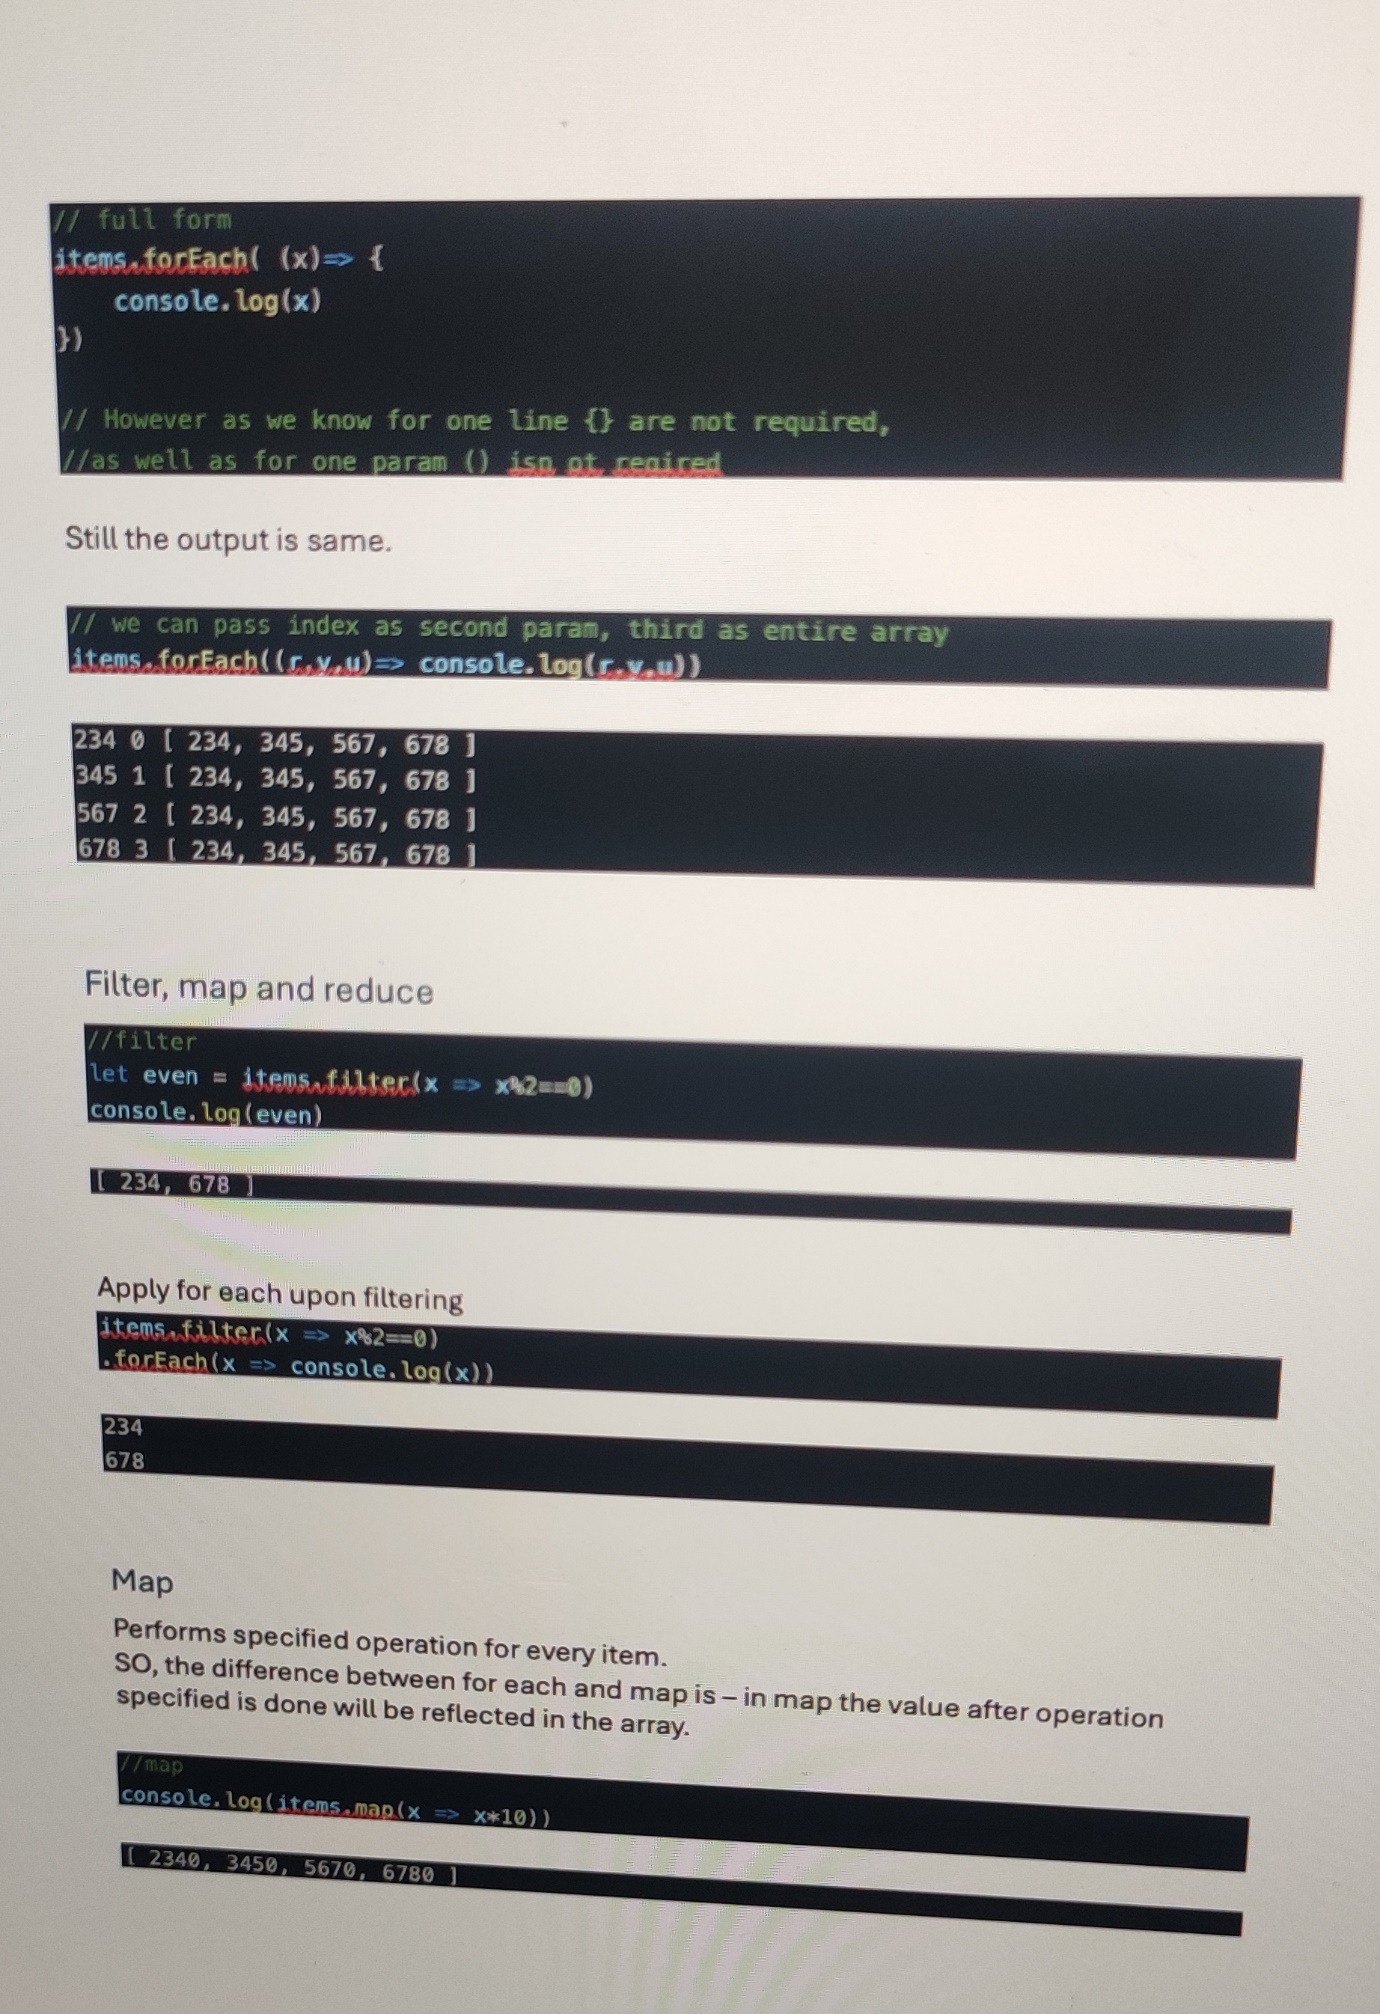 // full form
items.forEach( (x)=> {
console.log(x)
})
// However as we know for one line {} are not required,
//as well as for one param () isn ot reqired
Still the output is same.
// we can pass index as second param, third as entire array
items.forEach((r,v,u)=> console.log(r,v,u))
234 0 [ 234, 345, 567, 678 ]
345 1 [ 234, 345, 567, 678 ]
567 2 [ 234, 345, 567, 678 ]
678 3 [ 234, 345, 567, 678 ]
Filter, map and reduce
//filter
let even = items.filter(x => x%2==0)
console.log(even)
[ 234, 678 ]
Apply for each upon filtering
items.filter(x => x%2==0)
.forEach(x => console.log(x))
234
678
Map
Performs specified operation for every item.
SO, the difference between for each and map is – in map the value after operation
specified is done will be reflected in the array.
//map
console.log(items.map(x => x*10))
[ 2340, 3450, 5670, 6780 ]